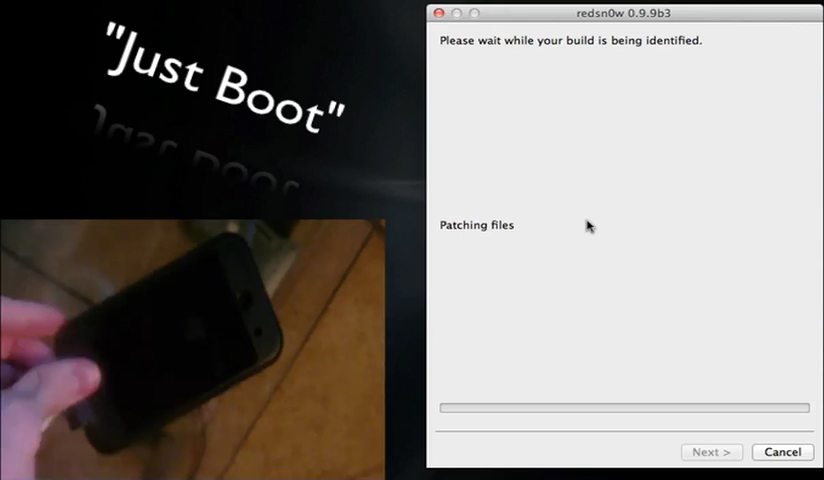 "Just Boot"
redsn0w 0.9.9b3
Please wait while your build is being identified.
Patching files
Next >
Cancel